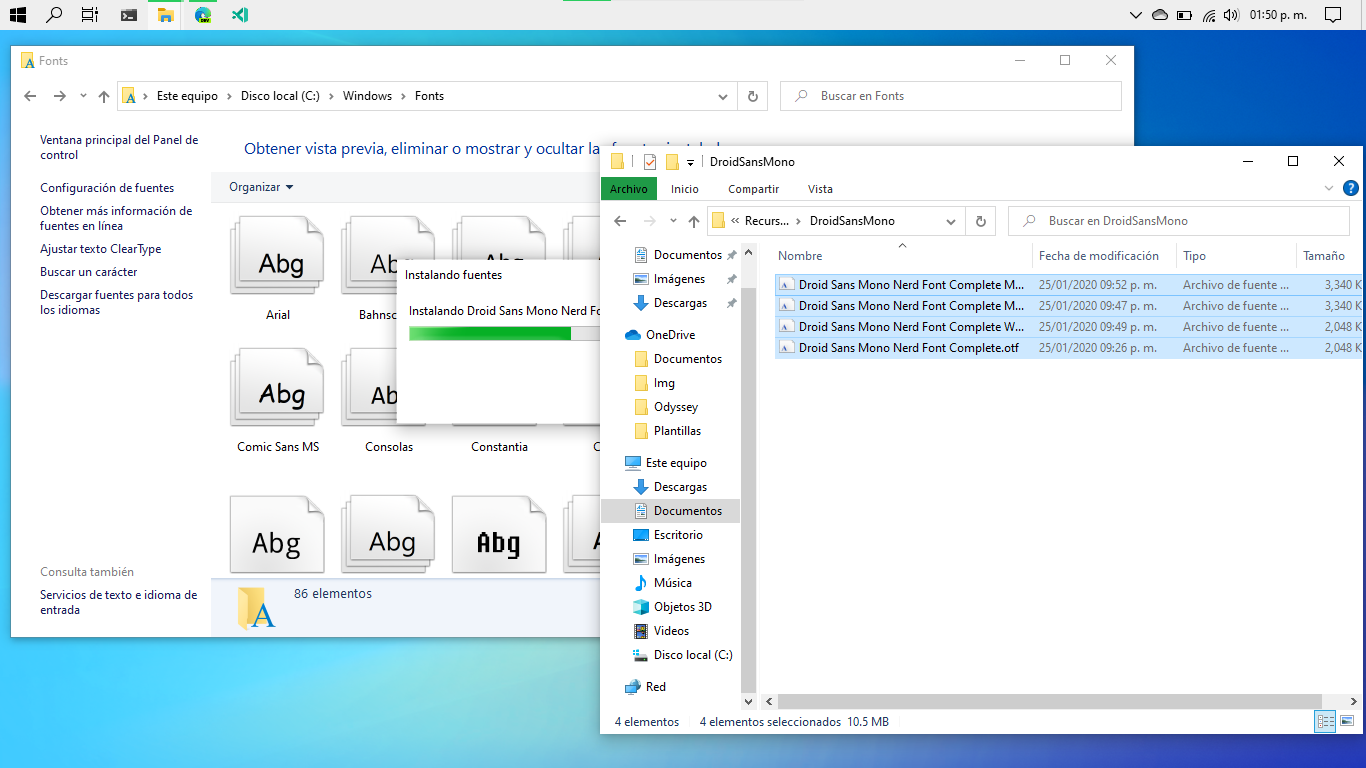 01:50 p. m.
Fonts
Este equipo
Disco local (C:)
Windows
Fonts
Buscar en Fonts
Ventana principal del Panel de
control
Configuración de fuentes
Obtener más información de
fuentes en línea
Ajustar texto ClearType
Buscar un carácter
Descargar fuentes para todos
los idiomas
Consulta también
Servicios de texto e idioma de
entrada
Obtener vista previa, eliminar o mostrar y ocultar la
Organizar
Abg
Abg
Abg
Arial
Bahnsc
Abg
Ab
Comic Sans MS
Consolas
Constantia
C
Abg
Abg
Abg
A
86 elementos
Instalando fuentes
Instalando Droid Sans Mono Nerd Fo
DroidSansMono
Archivo
Inicio
Compartir
Vista
?
« Recurs...
DroidSansMono
Buscar en DroidSansMono
Documentos
Imágenes
Descargas
OneDrive
Documentos
Img
Odyssey
Plantillas
Este equipo
Descargas
Documentos
Escritorio
Imágenes
Música
Objetos 3D
Videos
Disco local (C:)
Red
Nombre Fecha de modificación Tipo Tamaño
Droid Sans Mono Nerd Font Complete M... 25/01/2020 09:52 p. m. Archivo de fuente ... 3,340 K
Droid Sans Mono Nerd Font Complete M... 25/01/2020 09:47 p. m. Archivo de fuente ... 3,340 K
Droid Sans Mono Nerd Font Complete W... 25/01/2020 09:49 p. m. Archivo de fuente ... 2,048 K
Droid Sans Mono Nerd Font Complete.otf 25/01/2020 09:26 p. m. Archivo de fuente ... 2,048 K
4 elementos
4 elementos seleccionados 10.5 MB